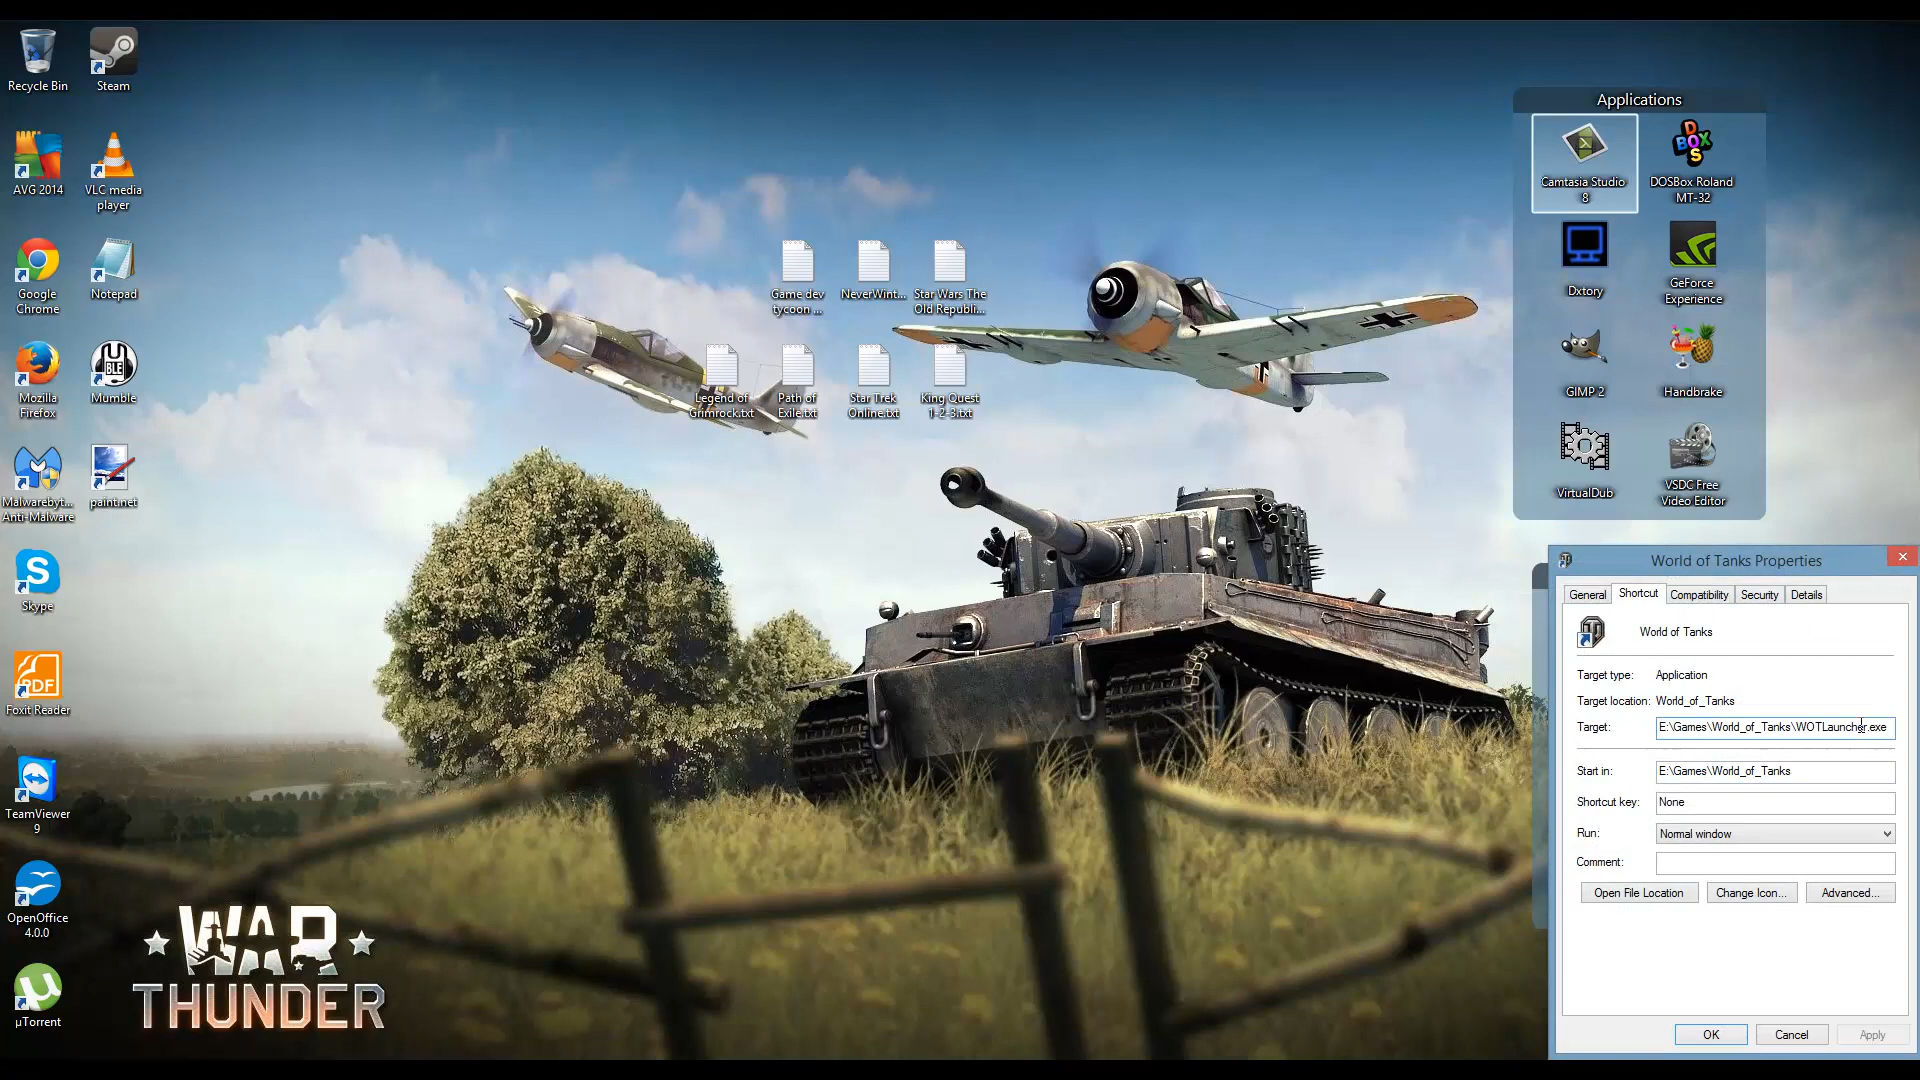 Recycle Bin
Steam
AVG 2014
VLC media
player
Google
Chrome
Notepad
Mozilla
Firefox
Mumble
BLE
Malwarebyt...
Anti-Malware
paint.net
Skype
PDF
Foxit Reader
TeamViewer
9
OpenOffice
4.0.0
µTorrent
WAR
THUNDER
Game dev
tycoon ...
NeverWint...
Star Wars The
Old Republi...
Legend of
Grimrock.txt
Path of
Exile.txt
Star Trek
Online.txt
King Quest
1-2-3.txt
Applications
Camtasia Studio
8
D
BOX
S
DOSBox Roland
MT-32
Dxtory
GeForce
Experience
GIMP 2
Handbrake
VirtualDub
VSDC Free
Video Editor
World of Tanks Properties
General
Shortcut
Compatibility
Security
Details
World of Tanks
Target type: Application
Target location: World_of_Tanks
Target: E:\Games\World_of_Tanks\WOTLauncher.exe
Start in: E:\Games\World_of_Tanks
Shortcut key: None
Run: Normal window
Comment:
Open File Location
Change Icon...
Advanced...
OK
Cancel
Apply